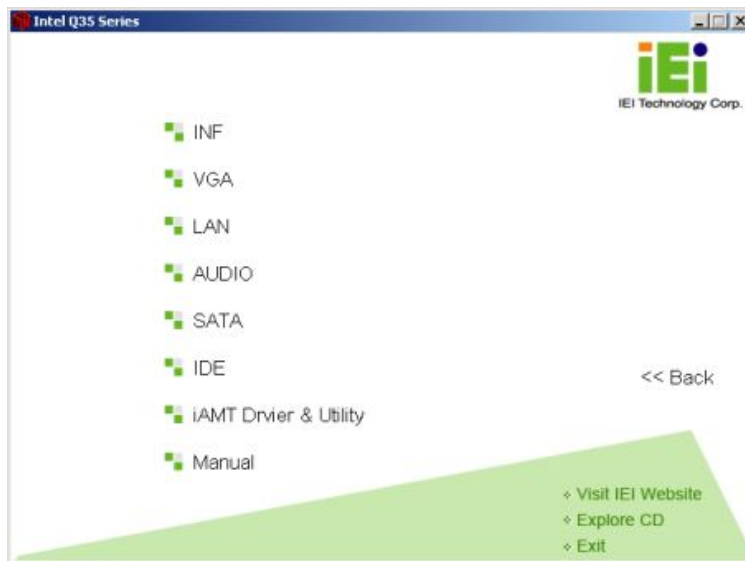 Intel Q35 Series
iEi
IEI Technology Corp.
INF
VGA
LAN
AUDIO
SATA
IDE
<< Back
iAMT Drvier & Utility
Manual
Visit IEI Website
Explore CD
Exit